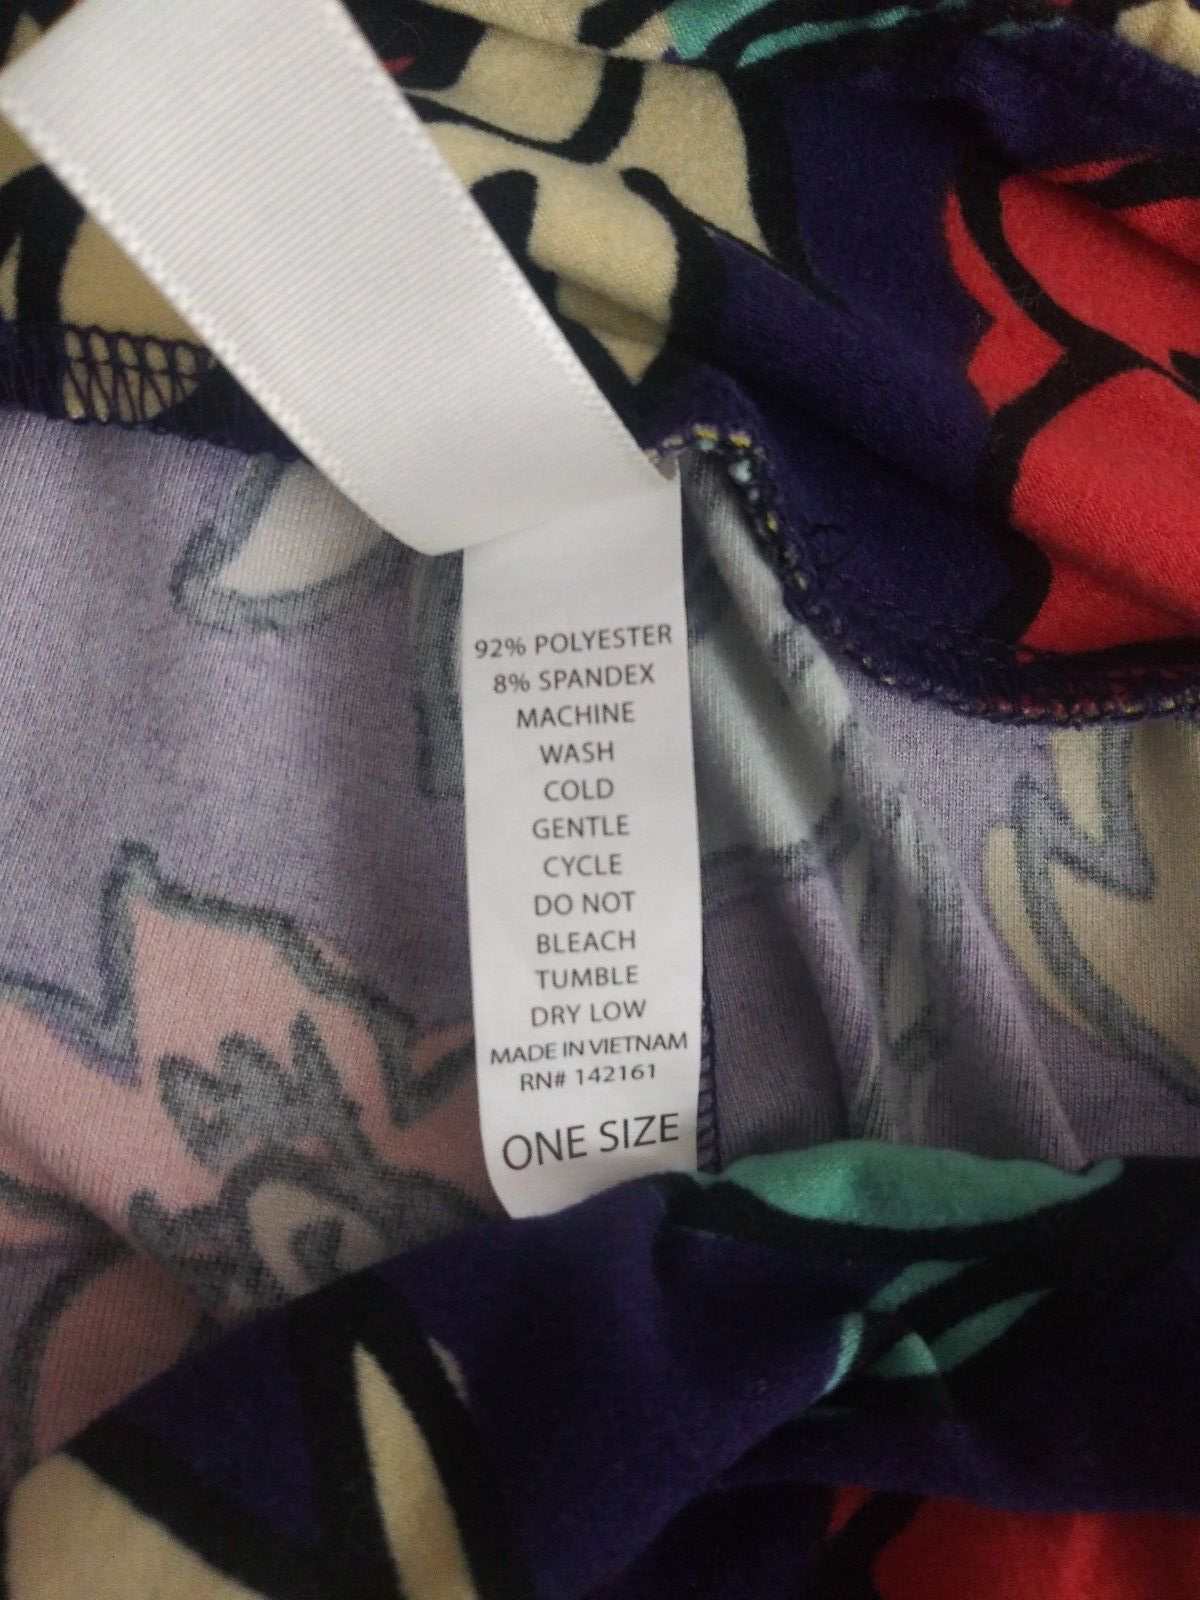 92% POLYESTER
8% SPANDEX
MACHINE
WASH
COLD
GENTLE
CYCLE
DO NOT
BLEACH
TUMBLE
DRY LOW
MADE IN VIETNAM
RN# 142161
ONE SIZE